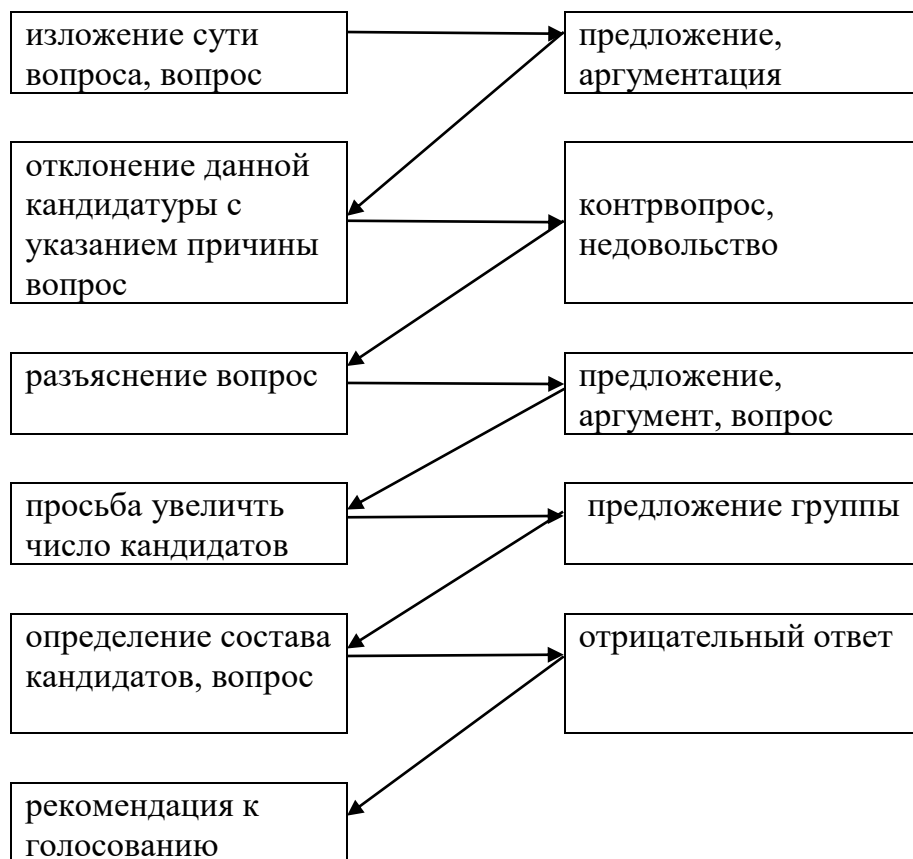 изложение сути
вопроса, вопрос
предложение,
аргументация
отклонение данной
кандидатуры с
указанием причины
вопрос
контрвопрос,
недовольство
разъяснение вопрос
предложение,
аргумент, вопрос
просьба увеличть
число кандидатов
предложение группы
определение состава
кандидатов, вопрос
отрицательный ответ
рекомендация к
голосованию